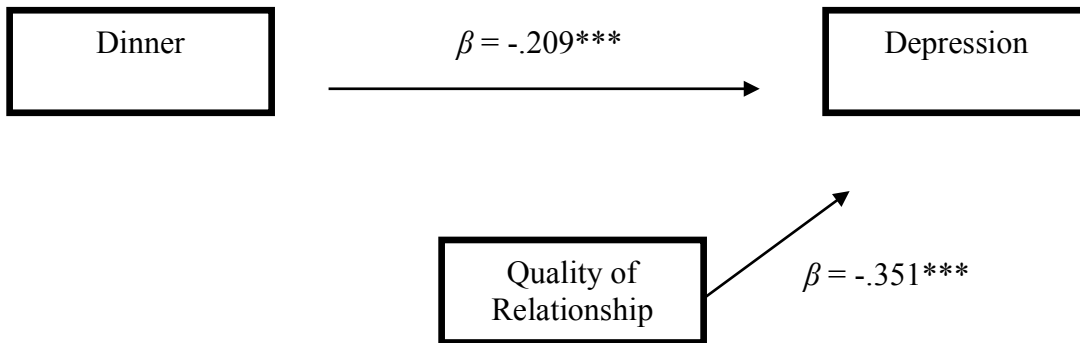 Dinner
β = -.209***
Depression
Quality of
Relationship
β = -.351***